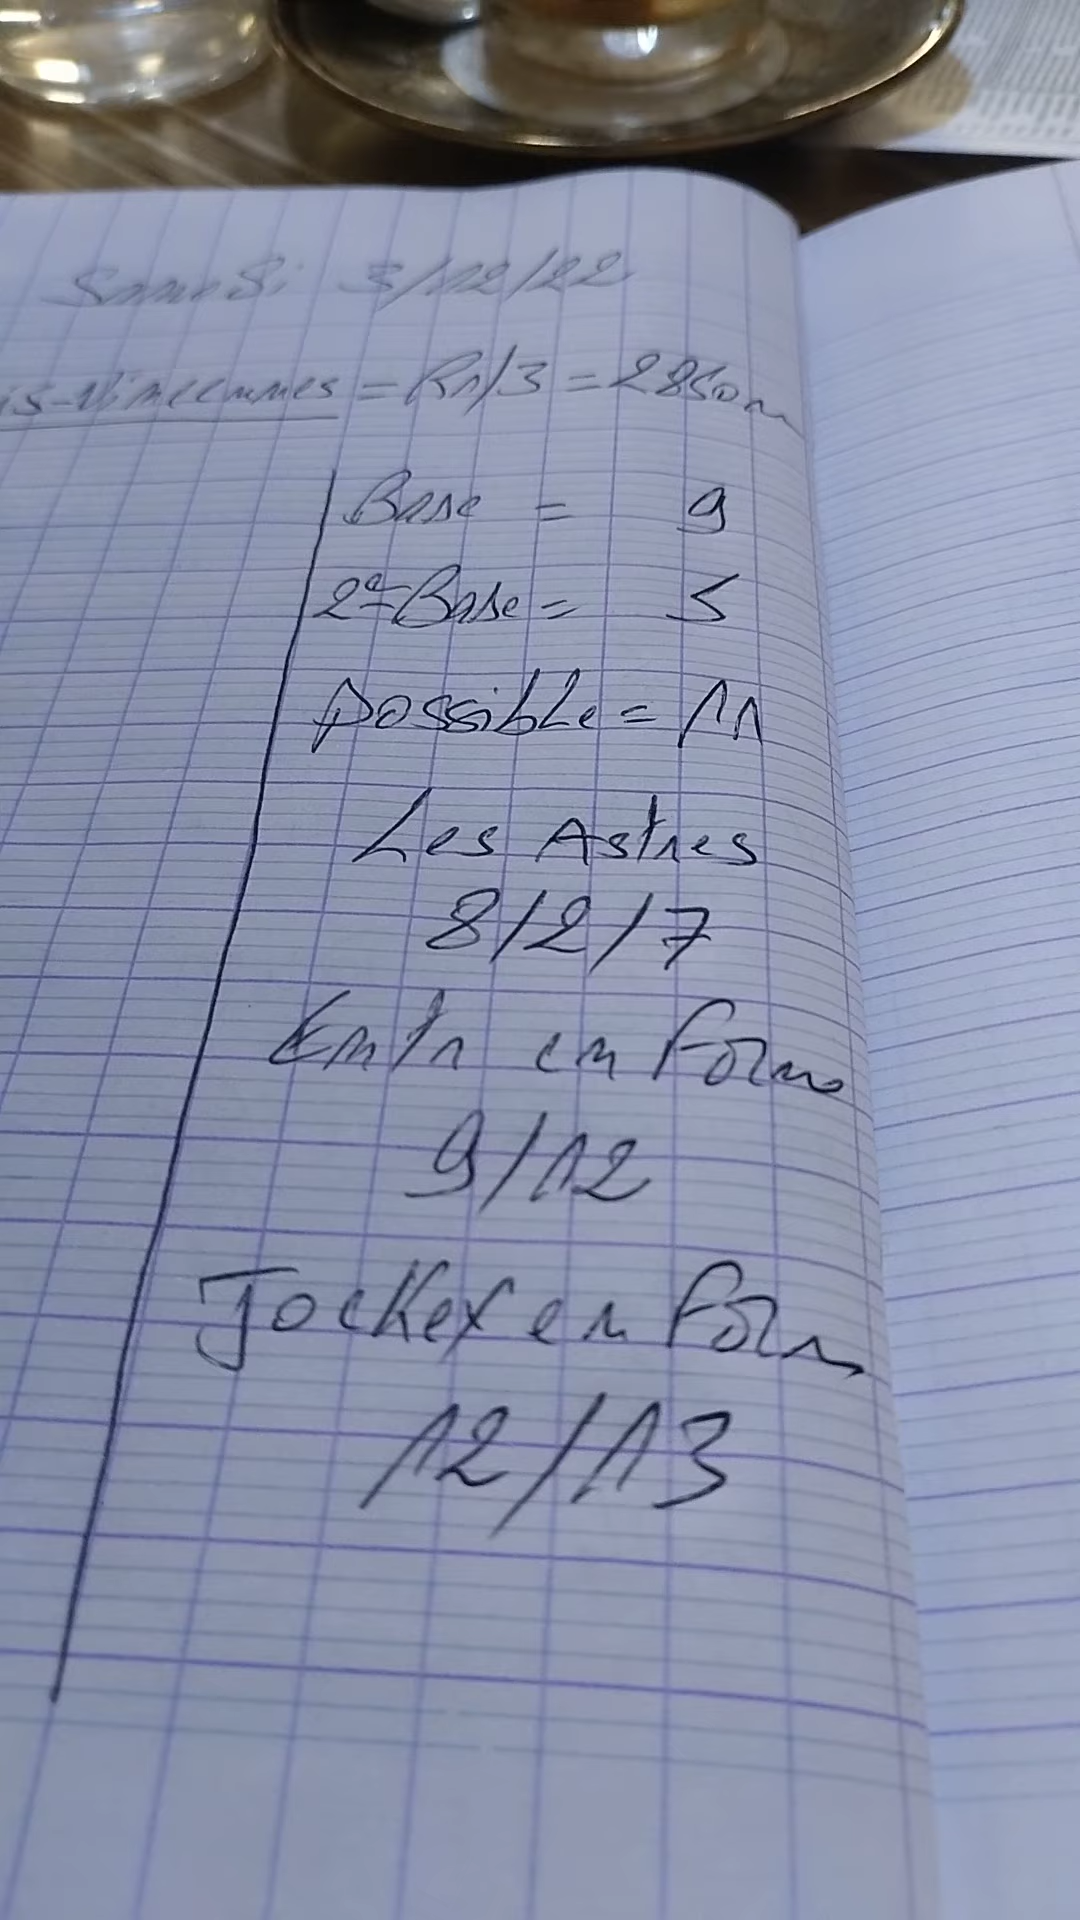 Samedi 3/12/22
is-Vincennes = R1/3 = 2850m
Base = 9
2e Base = 5
possible = 11
Les Astres
8/2/7
Entr en Form
9/12
Jockey en Form
12/13